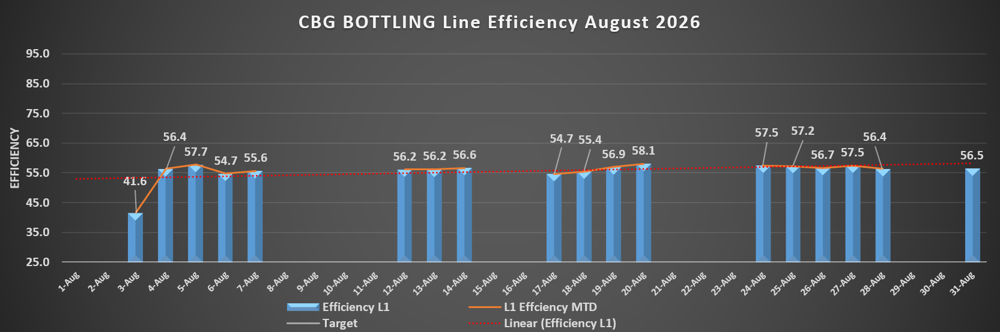 CBG BOTTLING Line Efficiency August 2026
EFFICIENCY
95.0
85.0
75.0
65.0
55.0
45.0
35.0
25.0
41.6
56.4
57.7
54.7
55.6
56.2
56.2
56.6
54.7
55.4
56.9
58.1
57.5
57.2
56.7
57.5
56.4
56.5
1-Aug
2-Aug
3-Aug
4-Aug
5-Aug
6-Aug
7-Aug
8-Aug
9-Aug
10-Aug
11-Aug
12-Aug
13-Aug
14-Aug
15-Aug
16-Aug
17-Aug
18-Aug
19-Aug
20-Aug
21-Aug
22-Aug
23-Aug
24-Aug
25-Aug
26-Aug
27-Aug
28-Aug
29-Aug
30-Aug
31-Aug
Efficiency L1
L1 Effciency MTD
Target
Linear (Efficiency L1)